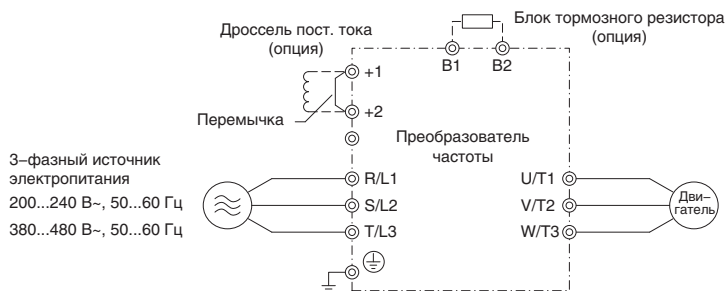 Дроссель пост. тока
(опция)
Блок тормозного резистора
(опция)
B1
B2
+1
+2
Перемычка
Преобразователь
частоты
3–фазный источник
электропитания
200...240 В~, 50...60 Гц
380...480 В~, 50...60 Гц
R/L1
S/L2
T/L3
U/T1
V/T2
W/T3
Дви–
гатель